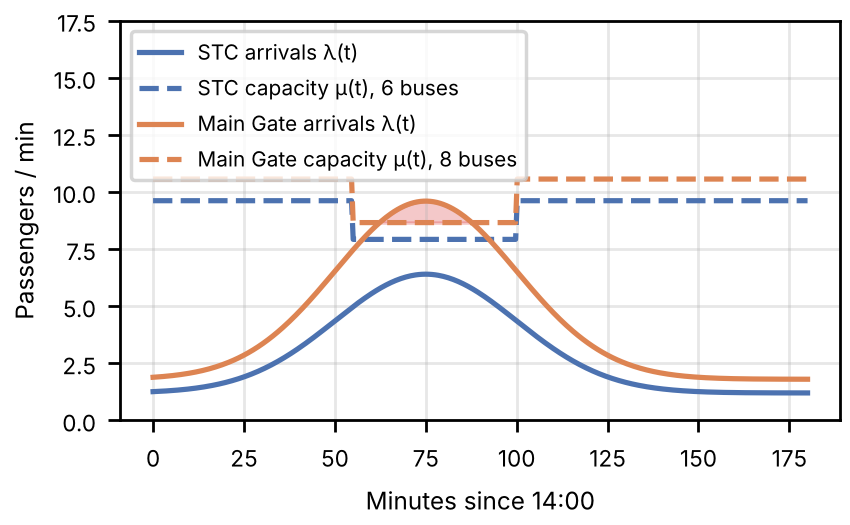 17.5
15.0
12.5
10.0
7.5
5.0
2.5
0.0
Passengers / min
STC arrivals λ(t)
STC capacity μ(t), 6 buses
Main Gate arrivals λ(t)
Main Gate capacity μ(t), 8 buses
0 25 50 75 100 125 150 175
Minutes since 14:00